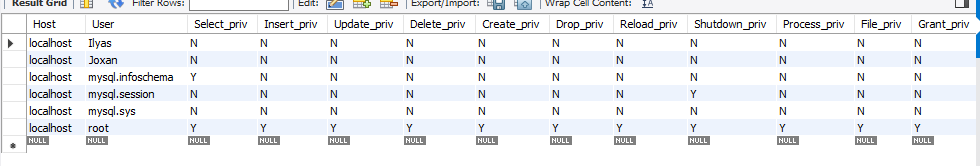 Result Grid Filter Rows: Edit: Export/Import: Wrap Cell Content:
Host User Select_priv Insert_priv Update_priv Delete_priv Create_priv Drop_priv Reload_priv Shutdown_priv Process_priv File_priv Grant_priv
localhost Ilyas N N N N N N N N N N N
localhost Joxan N N N N N N N N N N N
localhost mysql.infoschema Y N N N N N N N N N N
localhost mysql.session N N N N N N N Y N N N
localhost mysql.sys N N N N N N N N N N N
localhost root Y Y Y Y Y Y Y Y Y Y Y
NULL NULL NULL NULL NULL NULL NULL NULL NULL NULL NULL NULL NULL